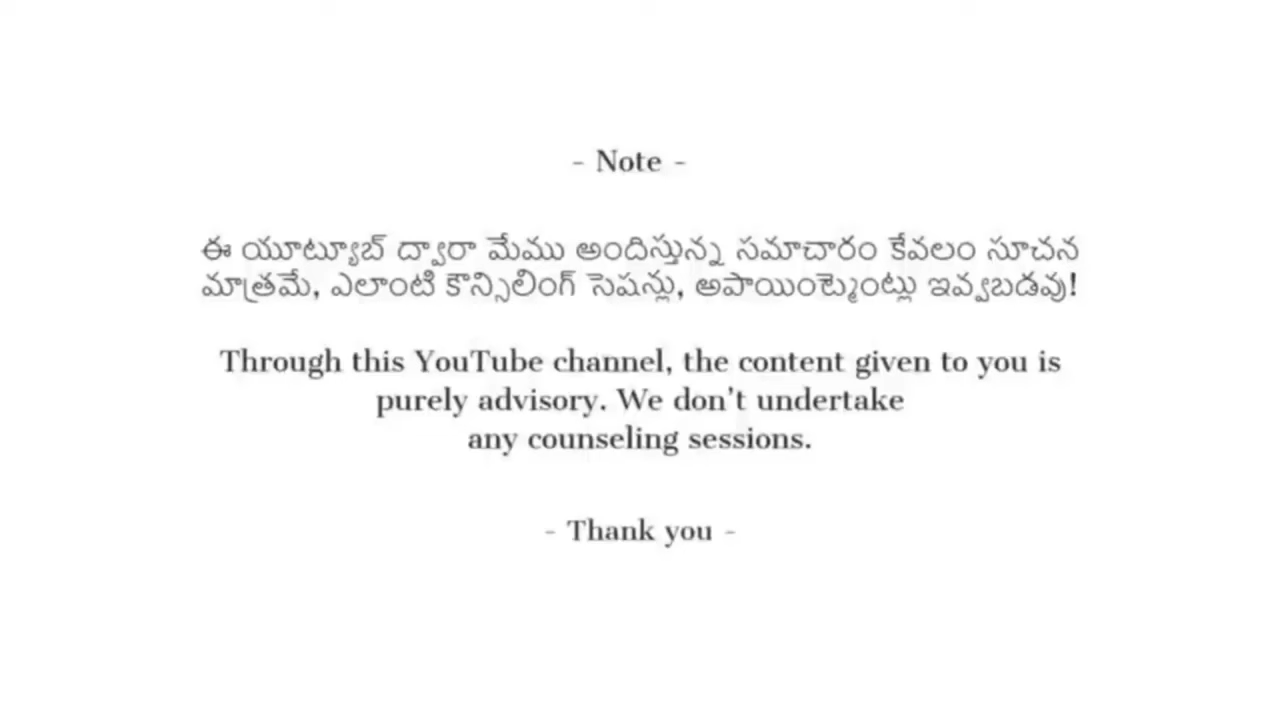 - Note -
ఈ యూట్యూబ్ ద్వారా మేము అందిస్తున్న సమాచారం కేవలం సూచన
మాత్రమే, ఎలాంటి కౌన్సిలింగ్ సెషన్లు, అపాయింట్మెంట్లు ఇవ్వబడవు!
Through this YouTube channel, the content given to you is
purely advisory. We don't undertake
any counseling sessions.
- Thank you -